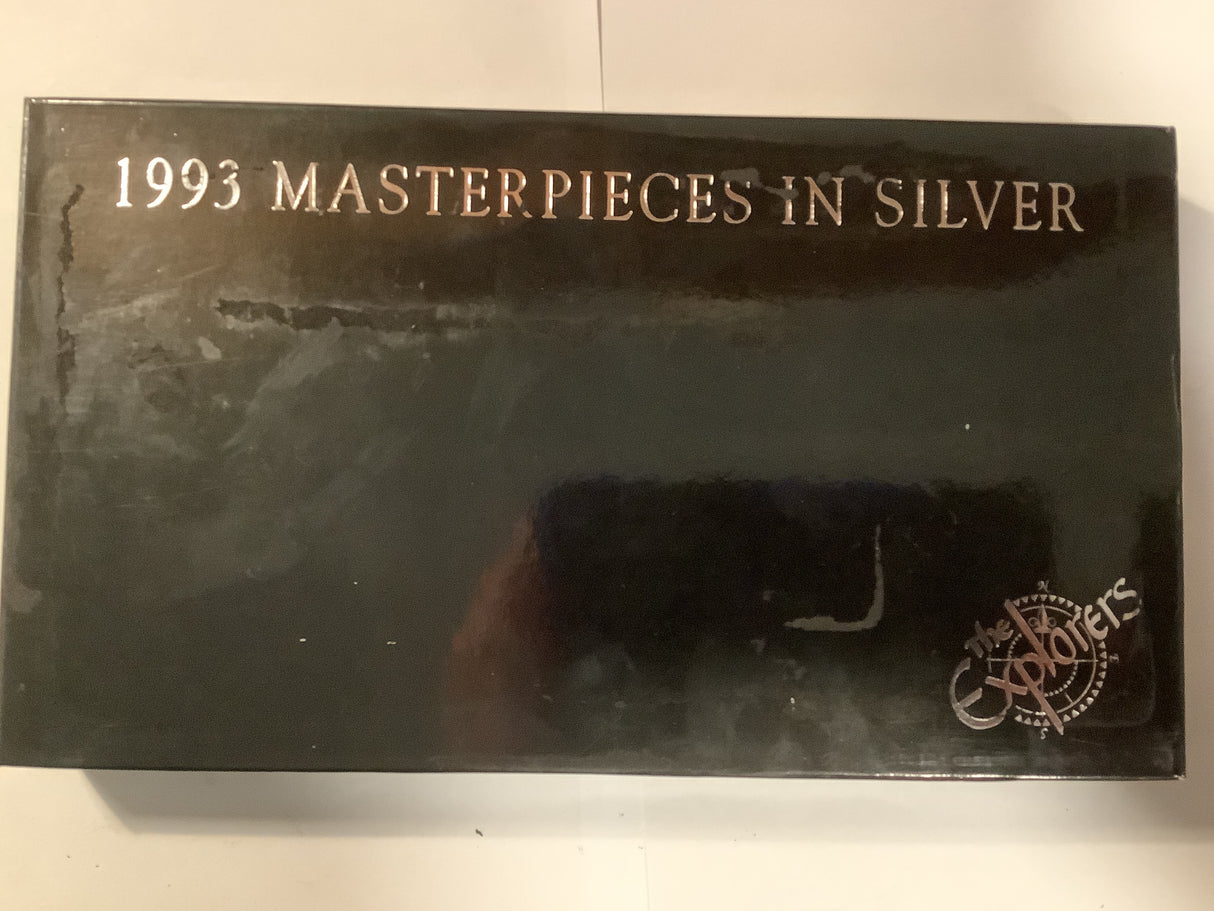 1993 MASTERPIECES IN SILVER
N
The
Explorers
E
S